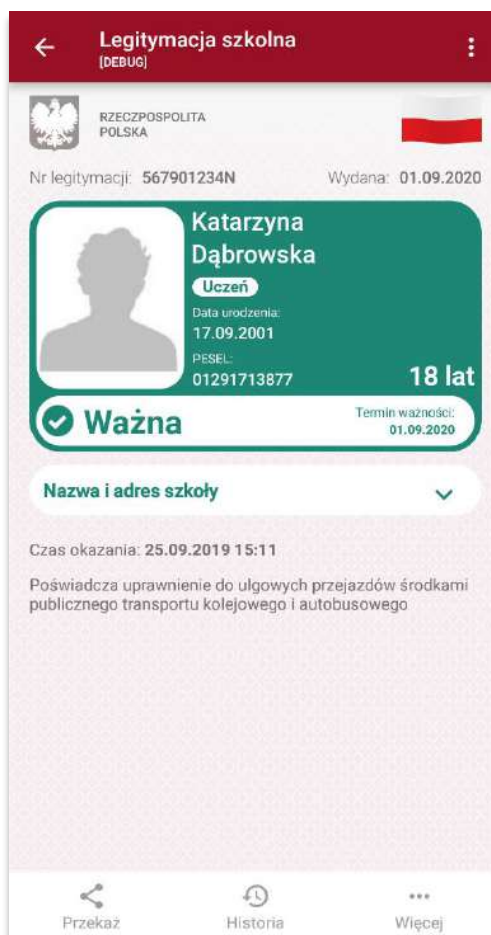 Legitymacja szkolna
[DEBUG]
RZECZPOSPOLITA
POLSKA
Nr legitymacji: 567901234N Wydana: 01.09.2020
Katarzyna
Dąbrowska
Uczeń
Data urodzenia:
17.09.2001
PESEL:
01291713877 18 lat
Ważna
Termin ważności:
01.09.2020
Nazwa i adres szkoły
Czas okazania: 25.09.2019 15:11
Poświadcza uprawnienie do ulgowych przejazdów środkami
publicznego transportu kolejowego i autobusowego
Przekaż Historia Więcej